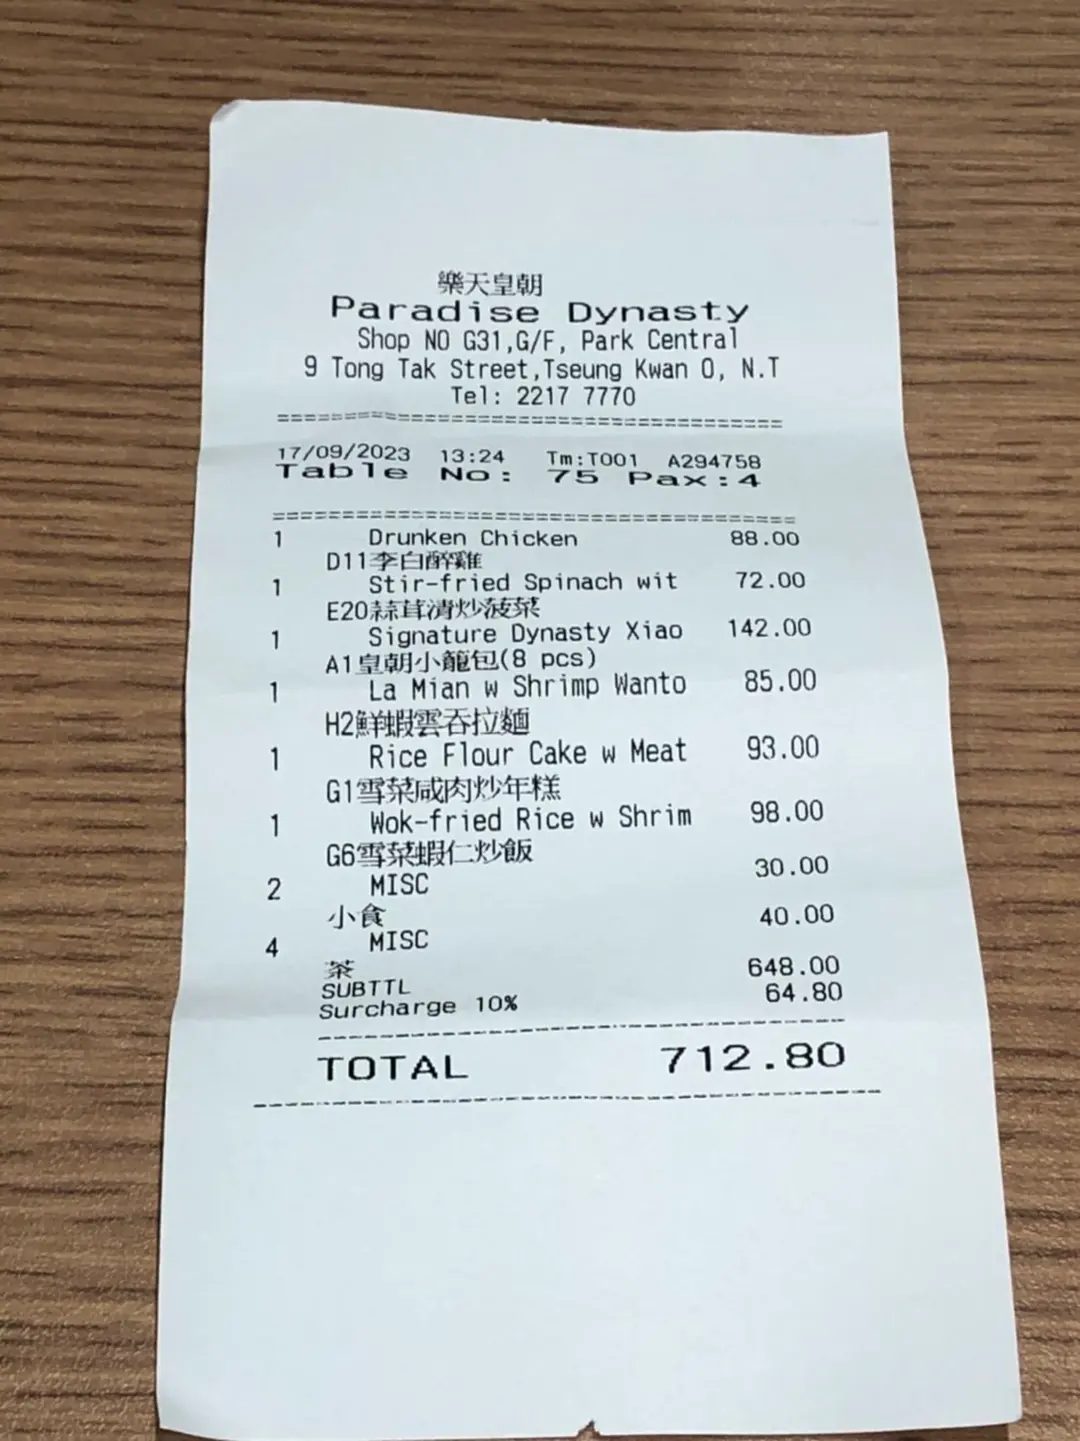 樂天皇朝
Paradise Dynasty
Shop NO G31,G/F, Park Central
9 Tong Tak Street,Tseung Kwan O, N.T
Tel: 2217 7770
17/09/2023 13:24 Tm:T001 A294758
Table No: 75 Pax:4
1 Drunken Chicken 88.00
D11李白醉雞
1 Stir-fried Spinach wit 72.00
E20蒜茸清炒菠菜
1 Signature Dynasty Xiao 142.00
A1皇朝小籠包(8 pcs)
1 La Mian w Shrimp Wanto 85.00
H2鮮蝦雲吞拉麵
1 Rice Flour Cake w Meat 93.00
G1雪菜咸肉炒年糕
1 Wok-fried Rice w Shrim 98.00
G6雪菜蝦仁炒飯
2 MISC 30.00
小食
4 MISC 40.00
茶
SUBTTL 648.00
Surcharge 10% 64.80
TOTAL 712.80